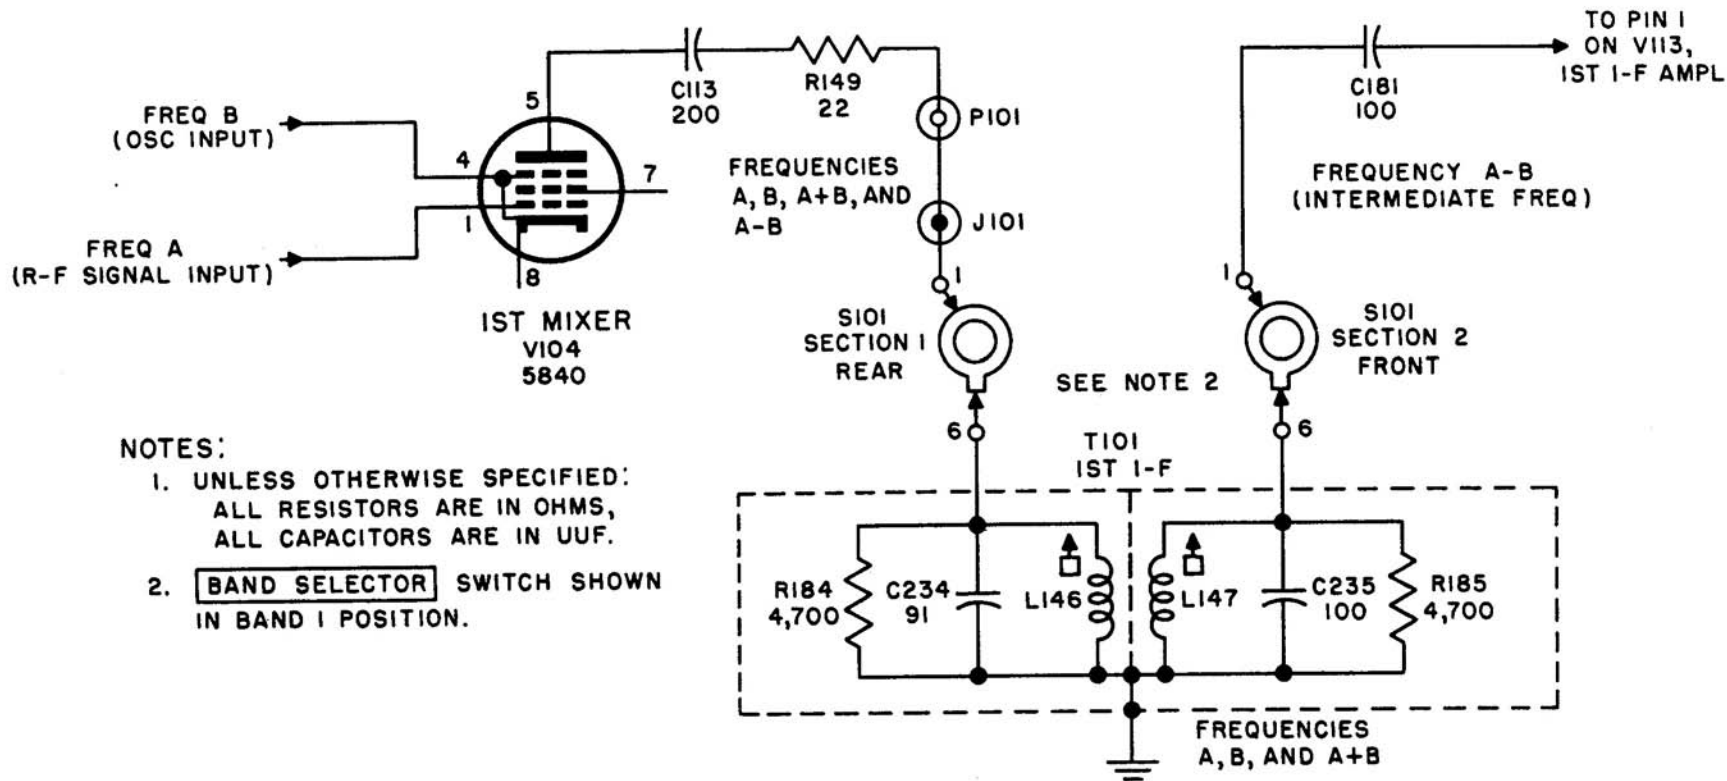 FREQ B
(OSC INPUT)
FREQ A
(R-F SIGNAL INPUT)
5
4
7
1
8
1ST MIXER
V104
5840
C113
200
R149
22
P101
FREQUENCIES
A, B, A+B, AND
A-B
J101
1
S101
SECTION 1
REAR
6
TO PIN 1
ON V113,
1ST I-F AMPL
C181
100
FREQUENCY A-B
(INTERMEDIATE FREQ)
1
S101
SECTION 2
FRONT
SEE NOTE 2
6
T101
1ST I-F
R184
4,700
C234
91
L146
L147
C235
100
R185
4,700
FREQUENCIES
A, B, AND A+B
NOTES:
1. UNLESS OTHERWISE SPECIFIED:
ALL RESISTORS ARE IN OHMS,
ALL CAPACITORS ARE IN UUF.
2. BAND SELECTOR SWITCH SHOWN
IN BAND 1 POSITION.